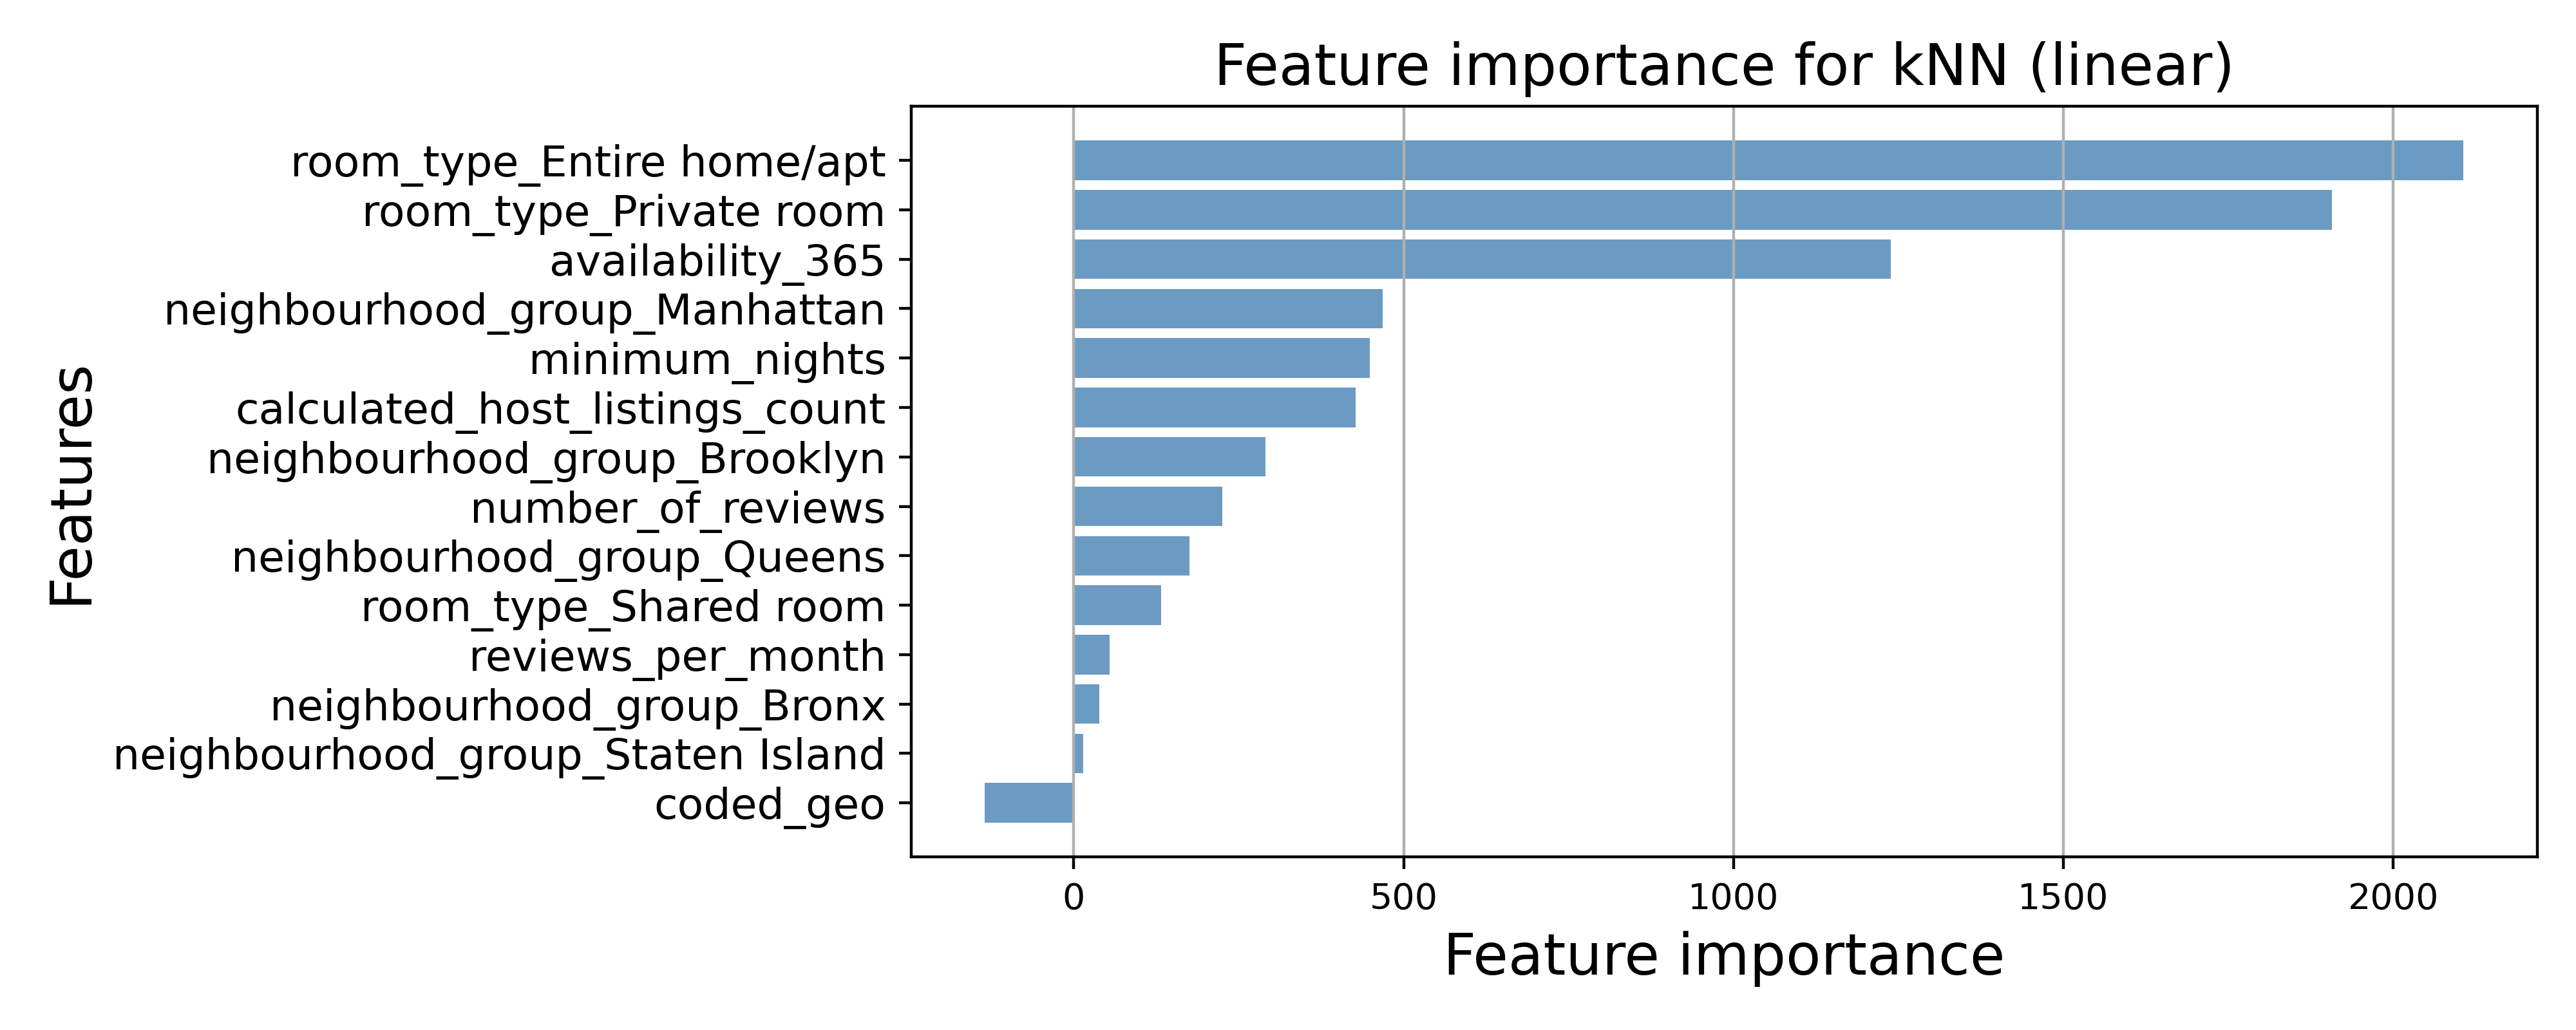 Feature importance for kNN (linear)
room_type_Entire home/apt
room_type_Private room
availability_365
neighbourhood_group_Manhattan
minimum_nights
calculated_host_listings_count
neighbourhood_group_Brooklyn
number_of_reviews
neighbourhood_group_Queens
room_type_Shared room
reviews_per_month
neighbourhood_group_Bronx
neighbourhood_group_Staten Island
coded_geo
Features
0 500 1000 1500 2000
Feature importance